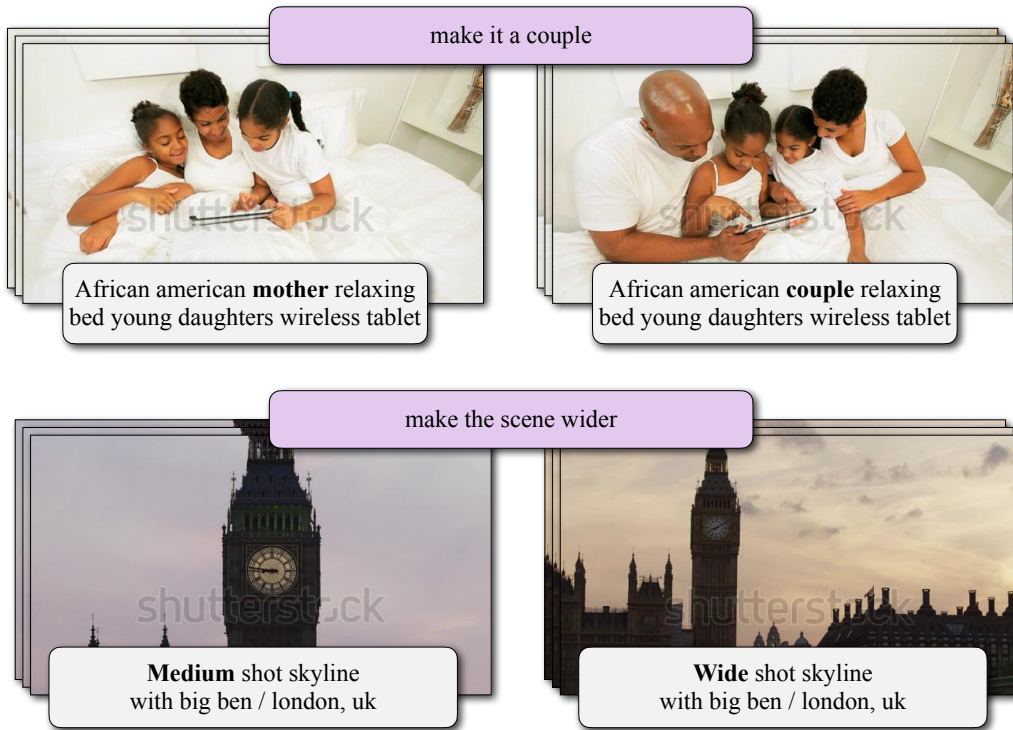 make it a couple
shutterstock
shutterstock
African american mother relaxing
bed young daughters wireless tablet
African american couple relaxing
bed young daughters wireless tablet
make the scene wider
shutterstock
shutterstock
Medium shot skyline
with big ben / london, uk
Wide shot skyline
with big ben / london, uk